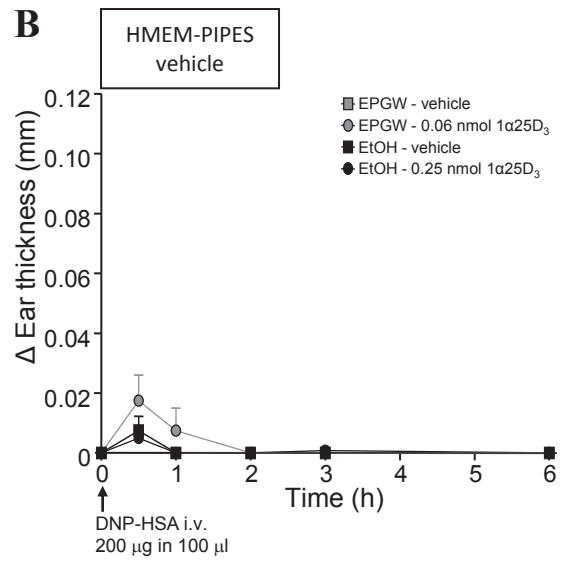 B
HMEM-PIPES
vehicle
0.12
0.10
0.08
0.06
0.04
0.02
0
Δ Ear thickness (mm)
EPGW - vehicle
EPGW - 0.06 nmol 1α25D₃
EtOH - vehicle
EtOH - 0.25 nmol 1α25D₃
0 1 2 3 4 5 6
Time (h)
DNP-HSA i.v.
200 μg in 100 μl